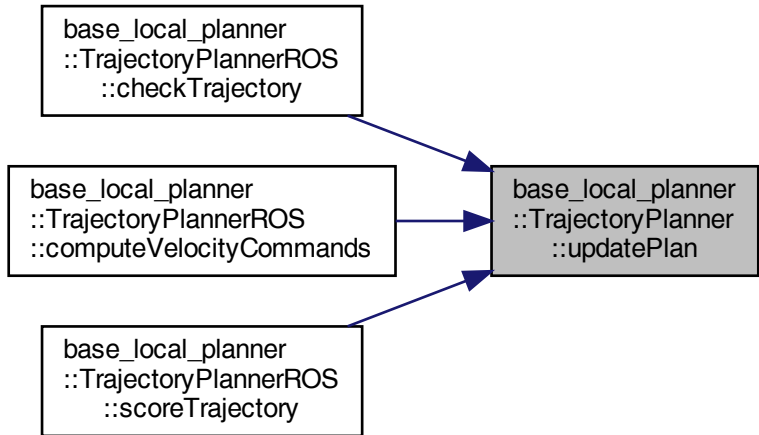 base_local_planner
::TrajectoryPlannerROS
::checkTrajectory
base_local_planner
::TrajectoryPlannerROS
::computeVelocityCommands
base_local_planner
::TrajectoryPlanner
::updatePlan
base_local_planner
::TrajectoryPlannerROS
::scoreTrajectory